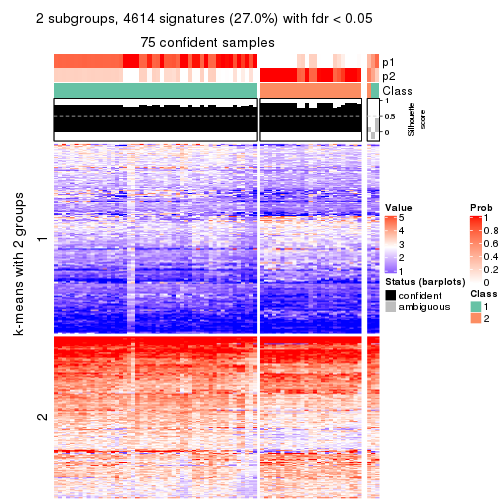 2 subgroups, 4614 signatures (27.0%) with fdr < 0.05
75 confident samples
p1
p2
Class
1
0.5
0
Silhouette
score
k-means with 2 groups
1
2
Value
5
4
3
2
1
Status (barplots)
confident
ambiguous
Prob
1
0.8
0.6
0.4
0.2
0
Class
1
2